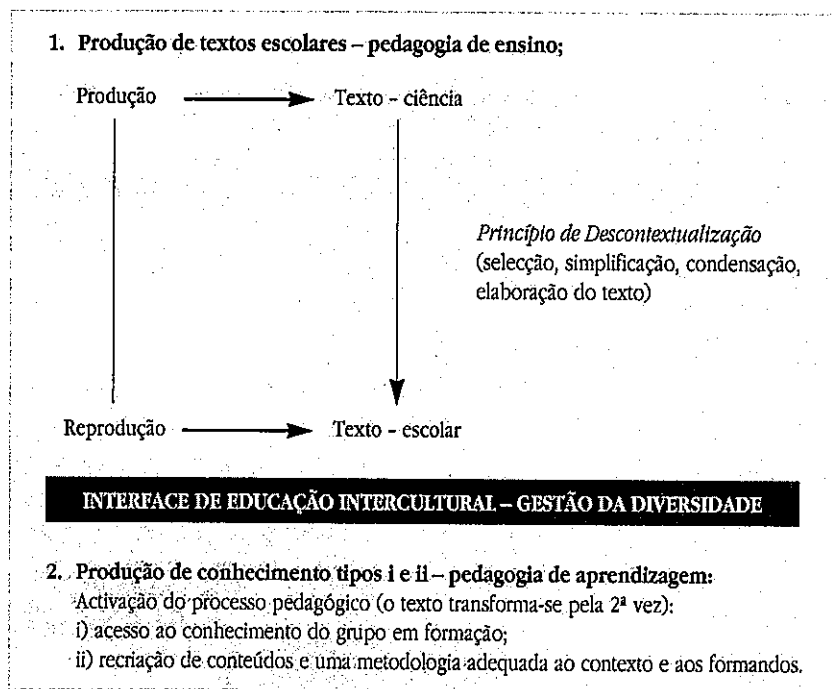 1. Produção de textos escolares – pedagogia de ensino;
Produção Texto - ciência
Princípio de Descontextualização
(selecção, simplificação, condensação,
elaboração do texto)
Reprodução Texto - escolar
INTERFACE DE EDUCAÇÃO INTERCULTURAL – GESTÃO DA DIVERSIDADE
2. Produção de conhecimento tipos i e ii – pedagogia de aprendizagem:
Activação do processo pedagógico (o texto transforma-se pela 2ª vez):
i) acesso ao conhecimento do grupo em formação;
ii) recriação de conteúdos e uma metodologia adequada ao contexto e aos formandos.